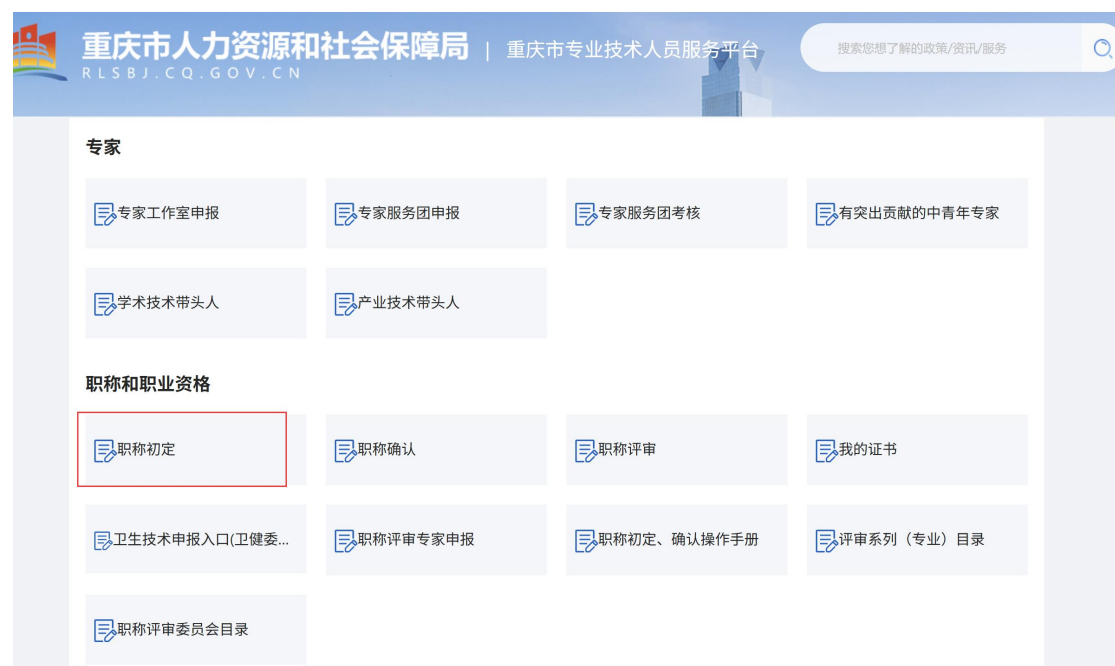 重庆市人力资源和社会保障局 | 重庆市专业技术人员服务平台 搜索您想了解的政策/资讯/服务
RLSBJ.CQ.GOV.CN
专家
专家工作室申报 专家服务团申报 专家服务团考核 有突出贡献的中青年专家
学术技术带头人 产业技术带头人
职称和职业资格
职称初定 职称确认 职称评审 我的证书
卫生技术申报入口(卫健委... 职称评审专家申报 职称初定、确认操作手册 评审系列（专业）目录
职称评审委员会目录